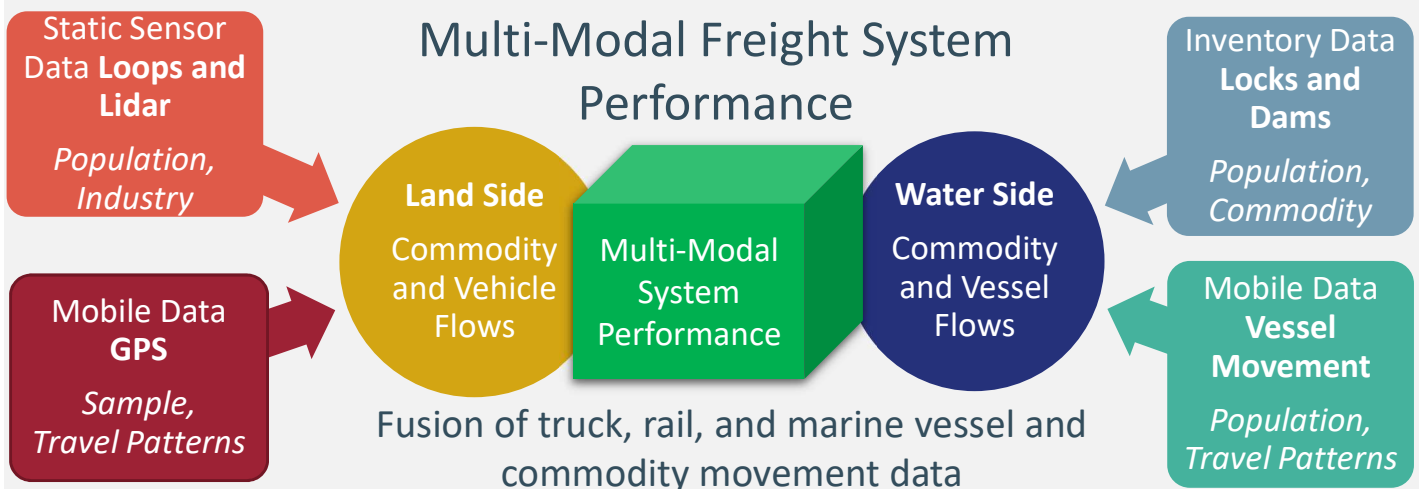 Multi-Modal Freight System
Performance
Static Sensor
Data Loops and
Lidar
Population,
Industry
Mobile Data
GPS
Sample,
Travel Patterns
Land Side
Commodity
and Vehicle
Flows
Multi-Modal
System
Performance
Water Side
Commodity
and Vessel
Flows
Inventory Data
Locks and
Dams
Population,
Commodity
Mobile Data
Vessel
Movement
Population,
Travel Patterns
Fusion of truck, rail, and marine vessel and
commodity movement data